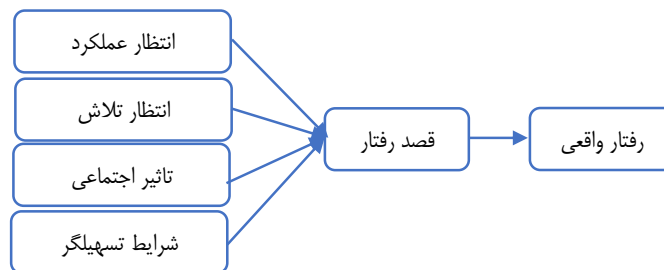 انتظار عملکرد
انتظار تلاش
تاثیر اجتماعی
شرایط تسهیلگر
قصد رفتار
رفتار واقعی